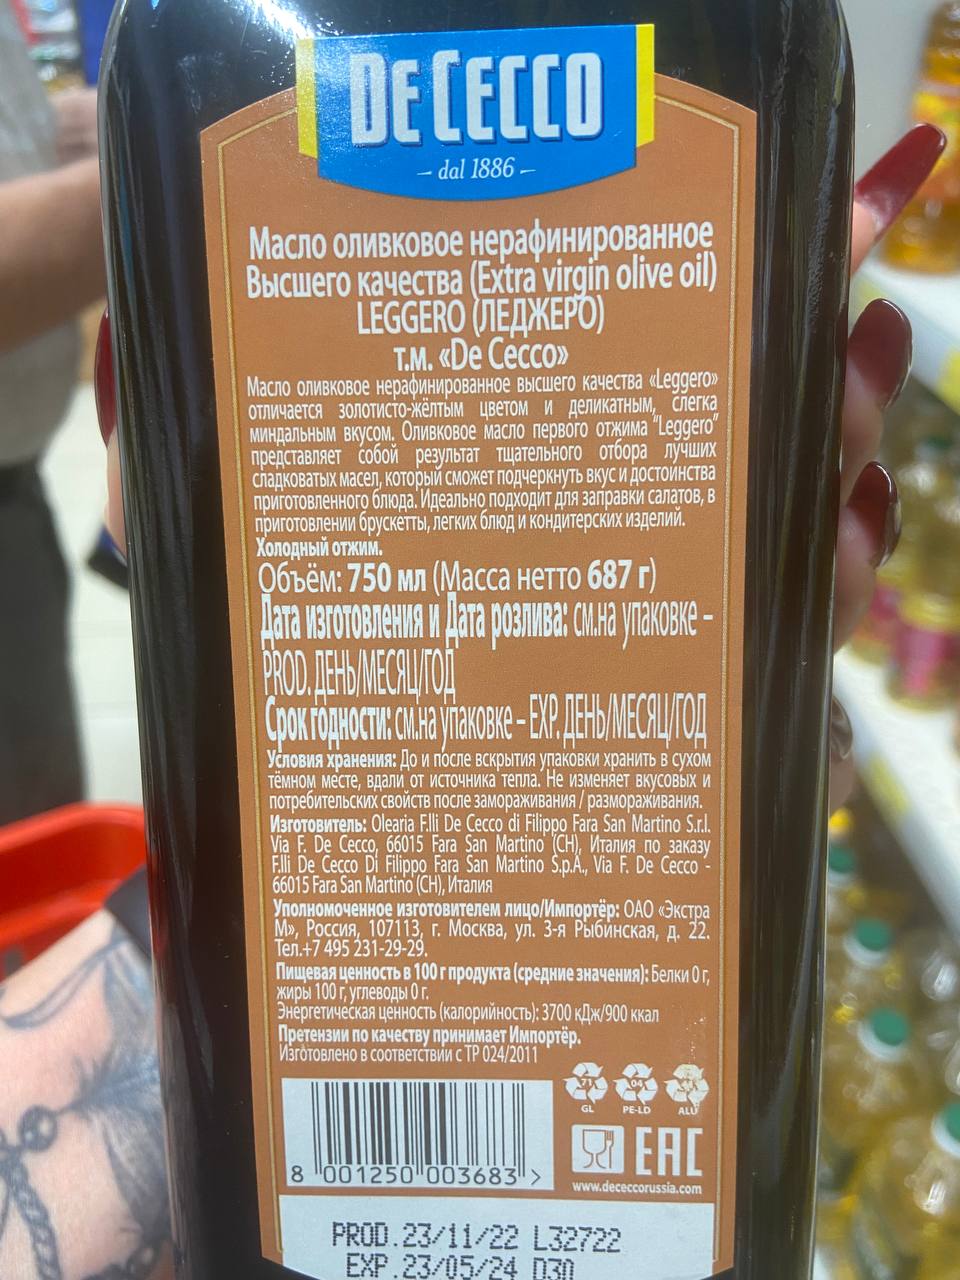 DE CECCO
– dal 1886 –
Масло оливковое нерафинированное
Высшего качества (Extra virgin olive oil)
LEGGERO (ЛЕДЖЕРО)
т.м. «De Cecco»
Масло оливковое нерафинированное высшего качества «Leggero»
отличается золотисто-жёлтым цветом и деликатным, слегка
миндальным вкусом. Оливковое масло первого отжима "Leggero"
представляет собой результат тщательного отбора лучших
сладковатых масел, который сможет подчеркнуть вкус и достоинства
приготовленного блюда. Идеально подходит для заправки салатов, в
приготовлении брускетты, легких блюд и кондитерских изделий.
Холодный отжим.
Объём: 750 мл (Масса нетто 687 г)
Дата изготовления и Дата розлива: см.на упаковке –
PROD. ДЕНЬ/МЕСЯЦ/ГОД
Срок годности: см.на упаковке – EXP. ДЕНЬ/МЕСЯЦ/ГОД
Условия хранения: До и после вскрытия упаковки хранить в сухом
тёмном месте, вдали от источника тепла. Не изменяет вкусовых и
потребительских свойств после замораживания / размораживания.
Изготовитель: Olearia F.lli De Cecco di Filippo Fara San Martino S.r.l.
Via F. De Cecco, 66015 Fara San Martino (CH), Италия по заказу
F.lli De Cecco Di Filippo Fara San Martino S.p.A., Via F. De Cecco -
66015 Fara San Martino (CH), Италия
Уполномоченное изготовителем лицо/Импортёр: ОАО «Экстра
М», Россия, 107113, г. Москва, ул. 3-я Рыбинская, д. 22.
Тел.+7 495 231-29-29.
Пищевая ценность в 100 г продукта (средние значения): Белки 0 г,
жиры 100 г, углеводы 0 г.
Энергетическая ценность (калорийность): 3700 кДж/900 ккал
Претензии по качеству принимает Импортёр.
Изготовлено в соответствии с ТР 024/2011
71 04
GL PE-LD ALU
EAC
8 001250 003683 >
www.dececcorussia.com
PROD.23/11/22 L32722
EXP.23/05/24 D30